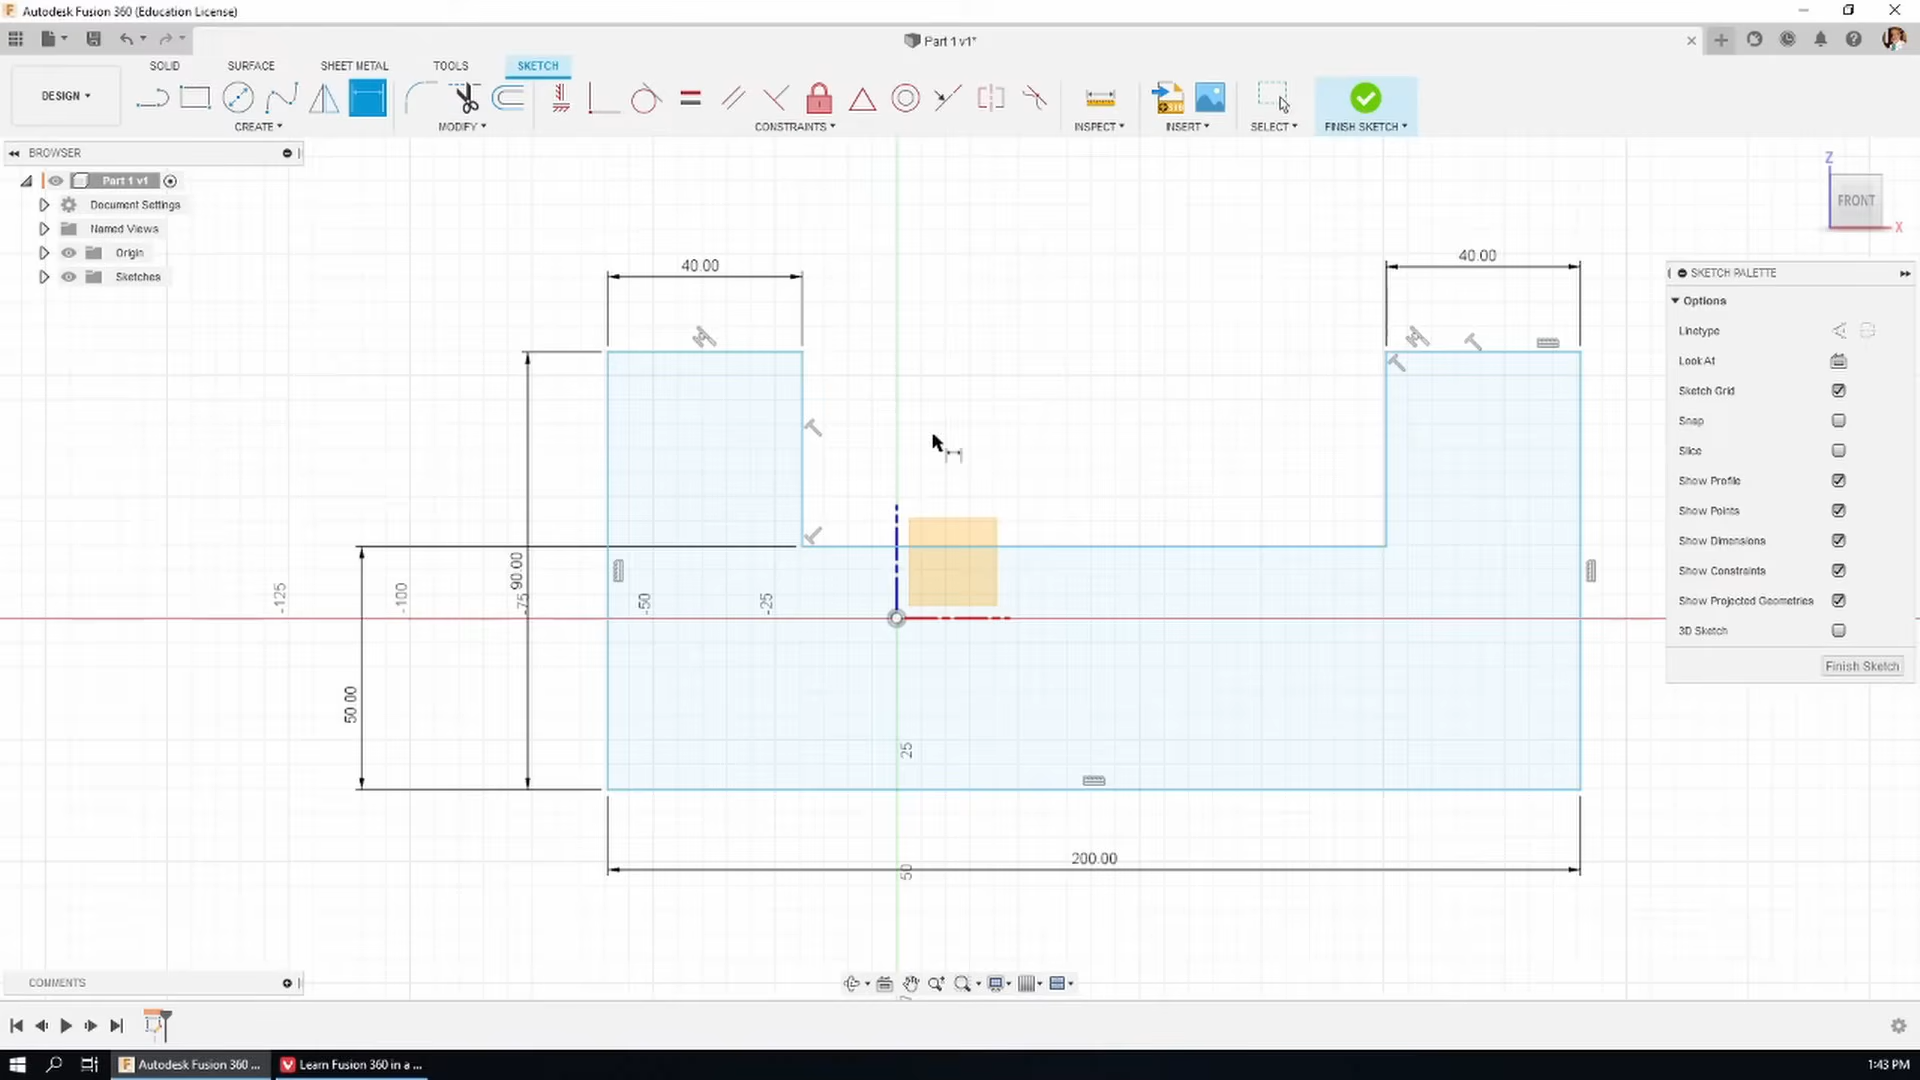 Autodesk Fusion 360 (Education License)
Part 1 v1*
SOLID
SURFACE
SHEET METAL
TOOLS
SKETCH
DESIGN
CREATE
MODIFY
CONSTRAINTS
INSPECT
INSERT
SELECT
FINISH SKETCH
BROWSER
Part 1 v1
Document Settings
Named Views
Origin
Sketches
Z
FRONT
X
40.00
40.00
SKETCH PALETTE
Options
Linetype
Look At
Sketch Grid
Snap
Slice
Show Profile
Show Points
Show Dimensions
Show Constraints
Show Projected Geometries
3D Sketch
Finish Sketch
-125
-100
90.00
-75
-50
-25
50.00
25
200.00
50
COMMENTS
Autodesk Fusion 360 ...
Learn Fusion 360 in a ...
1:43 PM